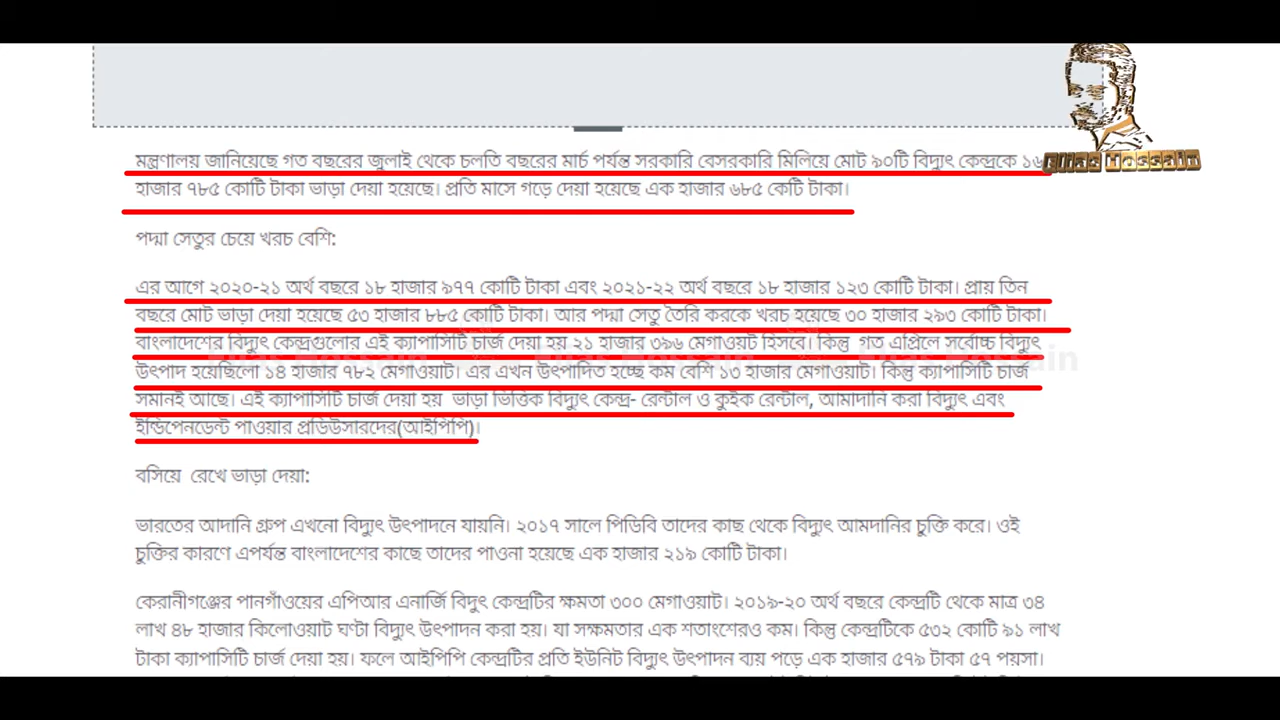 মন্ত্রণালয় জানিয়েছে গত বছরের জুলাই থেকে চলতি বছরের মার্চ পর্যন্ত সরকারি বেসরকারি মিলিয়ে মোট ৯০টি বিদ্যুৎ কেন্দ্রকে ১৬
হাজার ৭৮৫ কোটি টাকা ভাড়া দেয়া হয়েছে। প্রতি মাসে গড়ে দেয়া হয়েছে এক হাজার ৬৮৫ কেটি টাকা।
Elias Hossain
পদ্মা সেতুর চেয়ে খরচ বেশি:
এর আগে ২০২০-২১ অর্থ বছরে ১৮ হাজার ৯৭৭ কোটি টাকা এবং ২০২১-২২ অর্থ বছরে ১৮ হাজার ১২৩ কোটি টাকা। প্রায় তিন
বছরে মোট ভাড়া দেয়া হয়েছে ৫৩ হাজার ৮৮৫ কোটি টাকা। আর পদ্মা সেতু তৈরি করকে খরচ হয়েছে ৩০ হাজার ২৯৩ কোটি টাকা।
বাংলাদেশের বিদ্যুৎ কেন্দ্রগুলোর এই ক্যাপাসিটি চার্জ দেয়া হয় ২১ হাজার ৩৯৬ মেগাওয়ট হিসবে। কিন্তু গত এপ্রিলে সর্বোচ্চ বিদ্যুৎ
উৎপাদ হয়েছিলো ১৪ হাজার ৭৮২ মেগাওয়াট। এর এখন উৎপাদিত হচ্ছে কম বেশি ১৩ হাজার মেগাওয়াট। কিন্তু ক্যাপাসিটি চার্জ
সমানই আছে। এই ক্যাপাসিটি চার্জ দেয়া হয় ভাড়া ভিত্তিক বিদ্যুৎ কেন্দ্র- রেন্টাল ও কুইক রেন্টাল, আমাদানি করা বিদ্যুৎ এবং
ইন্ডিপেনডেন্ট পাওয়ার প্রডিউসারদের(আইপিপি)।
বসিয়ে রেখে ভাড়া দেয়া:
ভারতের আদানি গ্রুপ এখনো বিদ্যুৎ উৎপাদনে যায়নি। ২০১৭ সালে পিডিবি তাদের কাছ থেকে বিদ্যুৎ আমদানির চুক্তি করে। ওই
চুক্তির কারণে এপর্যন্ত বাংলাদেশের কাছে তাদের পাওনা হয়েছে এক হাজার ২১৯ কোটি টাকা।
কেরানীগঞ্জের পানগাঁওয়ের এপিআর এনার্জি বিদুৎ কেন্দ্রটির ক্ষমতা ৩০০ মেগাওয়াট। ২০১৯-২০ অর্থ বছরে কেন্দ্রটি থেকে মাত্র ৩৪
লাখ ৪৮ হাজার কিলোওয়াট ঘণ্টা বিদ্যুৎ উৎপাদন করা হয়। যা সক্ষমতার এক শতাংশেরও কম। কিন্তু কেন্দ্রটিকে ৫৩২ কোটি ৯১ লাখ
টাকা ক্যাপাসিটি চার্জ দেয়া হয়। ফলে আইপিপি কেন্দ্রটির প্রতি ইউনিট বিদ্যুৎ উৎপাদন ব্যয় পড়ে এক হাজার ৫৭৯ টাকা ৫৭ পয়সা।